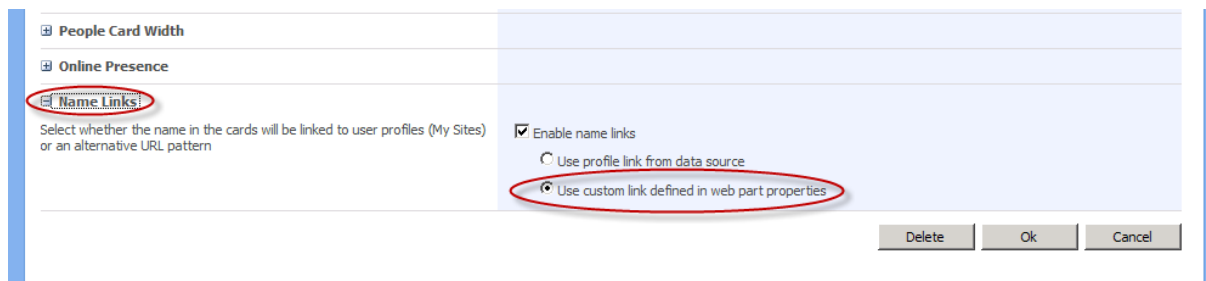 People Card Width
Online Presence
Name Links
Select whether the name in the cards will be linked to user profiles (My Sites)
or an alternative URL pattern
Enable name links
Use profile link from data source
Use custom link defined in web part properties
Delete Ok Cancel